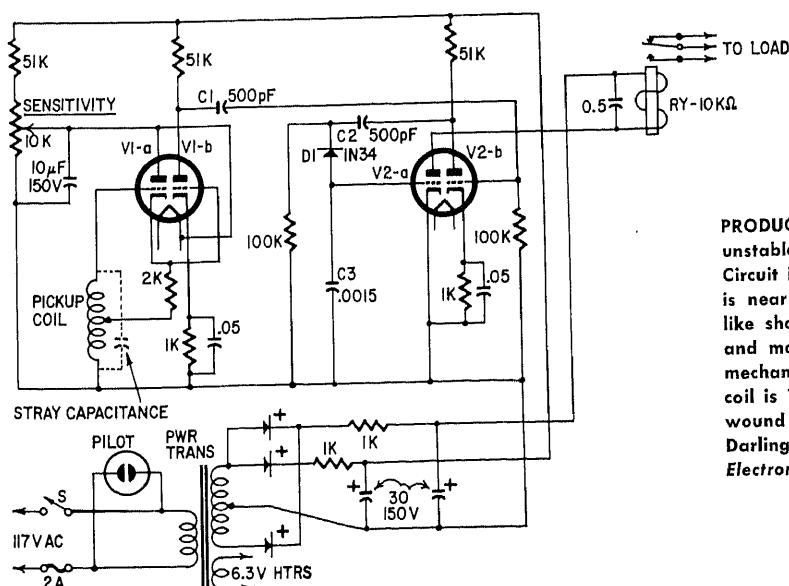 51K
51K
51K
C1 500pF
SENSITIVITY
10K
10μF
150V
V1-a V1-b
C2 500pF
D1 1N34
V2-a
V2-b
0.5
RY-10KΩ
TO LOAD
2K
100K
100K
PICKUP
COIL
1K
.05
C3
.0015
1K
.05
STRAY CAPACITANCE
PILOT
PWR
TRANS
S
117VAC
2A
1K
1K
30
150V
6.3V HTRS
PRODUC
unstable
Circuit i
is near
like sha
and ma
mechan
coil is
wound
Darling
Electron